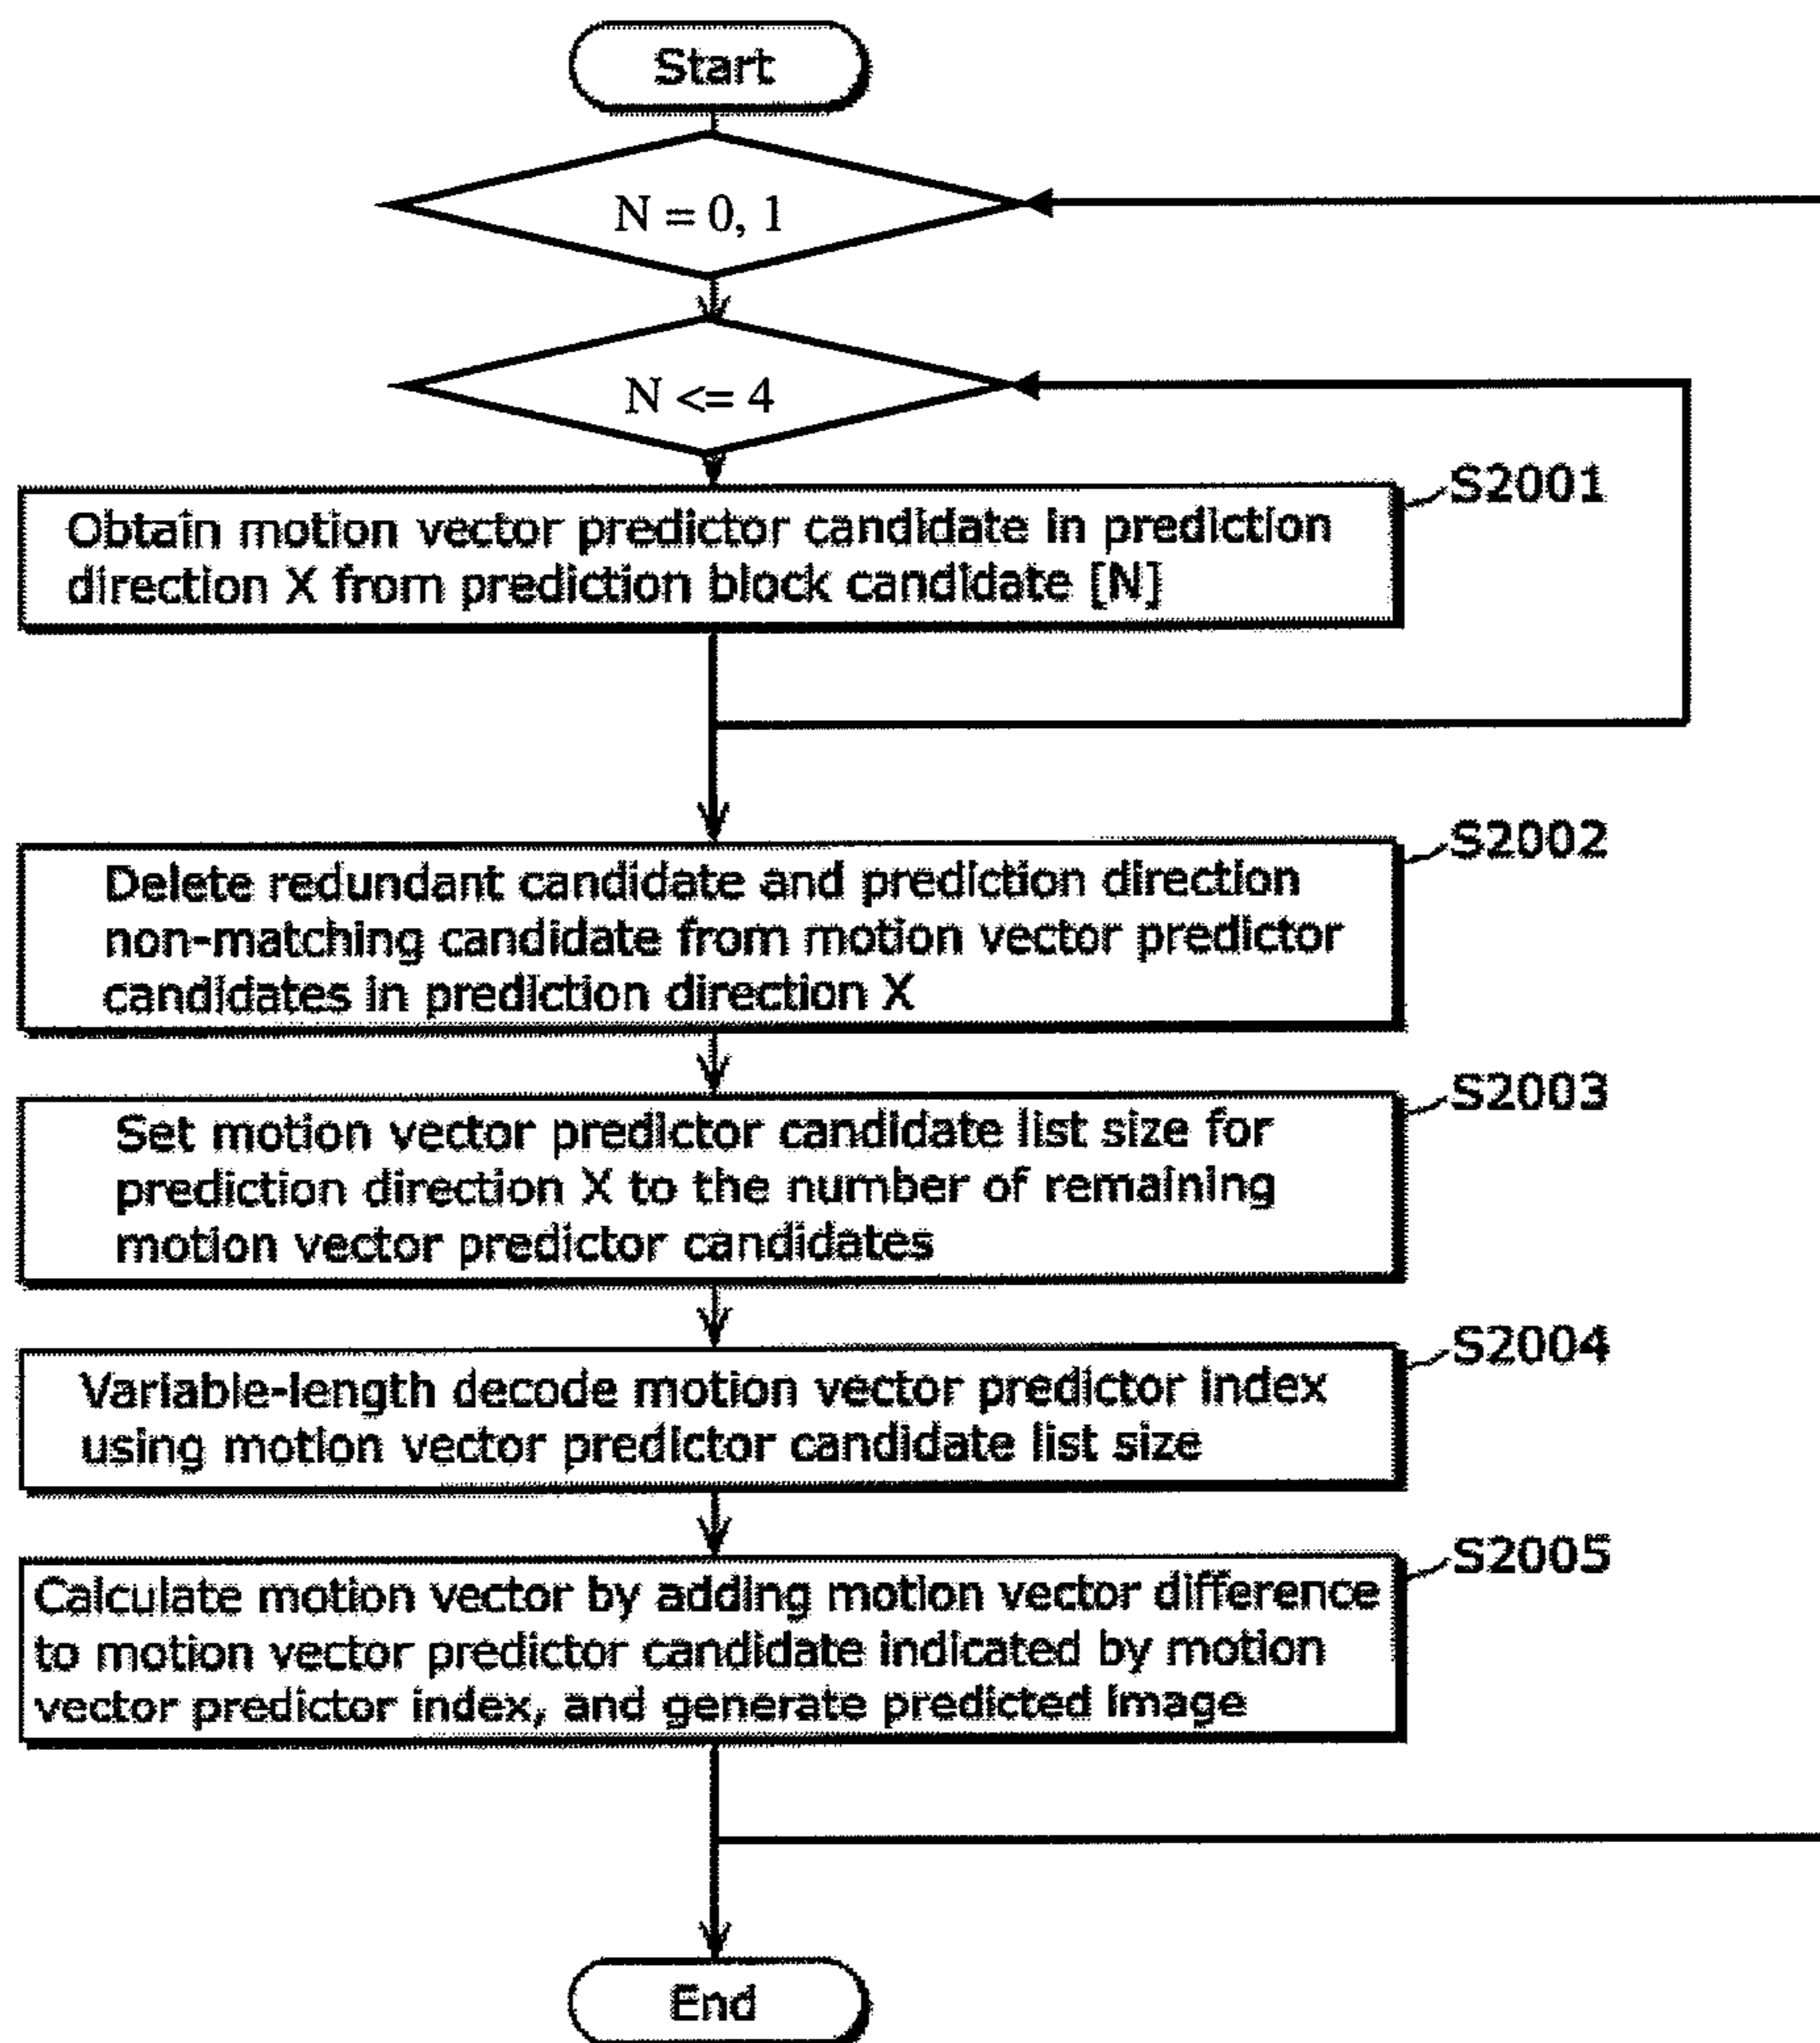 Start
N = 0, 1
N <= 4
S2001
Obtain motion vector predictor candidate in prediction
direction X from prediction block candidate [N]
S2002
Delete redundant candidate and prediction direction
non-matching candidate from motion vector predictor
candidates in prediction direction X
S2003
Set motion vector predictor candidate list size for
prediction direction X to the number of remaining
motion vector predictor candidates
S2004
Variable-length decode motion vector predictor index
using motion vector predictor candidate list size
S2005
Calculate motion vector by adding motion vector difference
to motion vector predictor candidate indicated by motion
vector predictor index, and generate predicted image
End